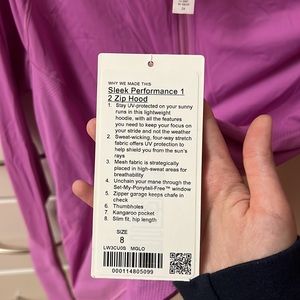 WHY WE MADE THIS
Sleek Performance 1
2 Zip Hood
1. Stay UV-protected on your sunny
runs in this lightweight
hoodie, with all the features
you need to keep your focus on
your stride and not the weather
2. Sweat-wicking, four-way stretch
fabric offers UV protection to
help shield you from the sun's
rays
3. Mesh fabric is strategically
placed in high-sweat areas for
breathability
4. Unchain your mane through the
Set-My-Ponytail-Free™ window
5. Zipper garage keeps chafe in
check
6. Thumbholes
7. Kangaroo pocket
8. Slim fit, hip length
SIZE
8
LW3CU0S MGLO
000114805099